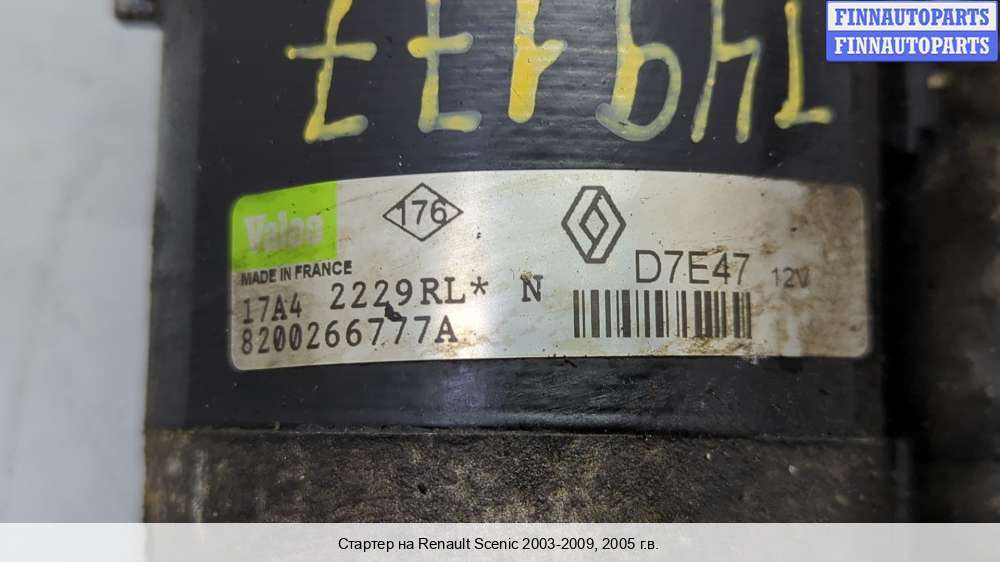 FINNAUTOPARTS
FINNAUTOPARTS
Valeo
176
MADE IN FRANCE
D7E47 12V
17A4 2229RL* N
8200266777A
Стартер на Renault Scenic 2003-2009, 2005 г.в.